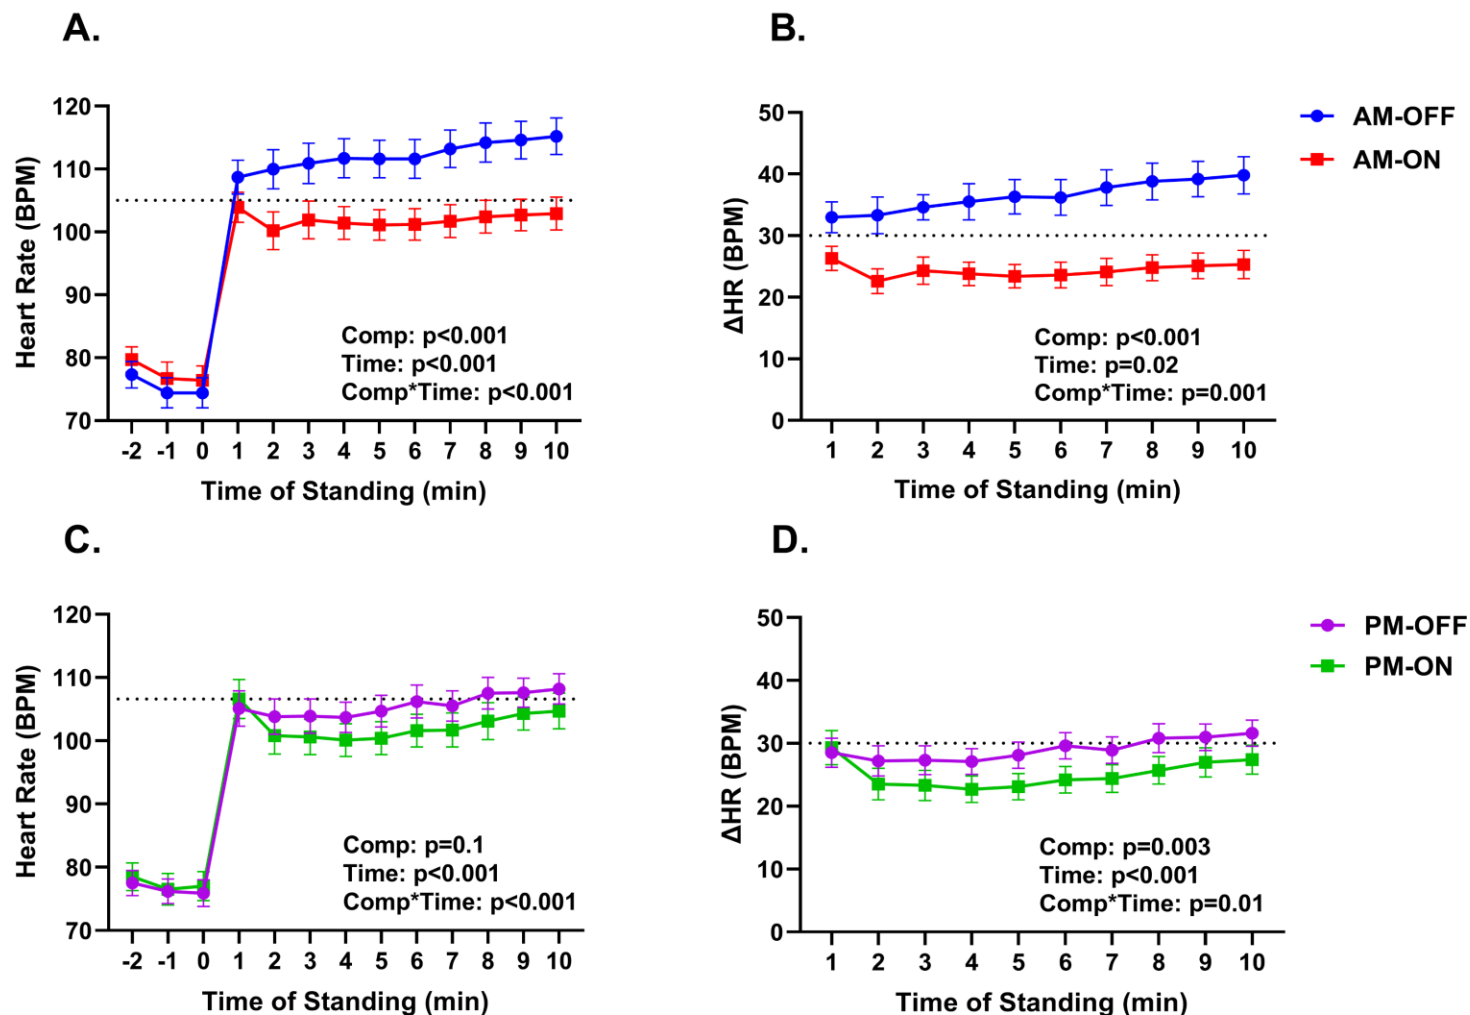 A.
Heart Rate (BPM)
120
110
100
90
80
70
-2 -1 0 1 2 3 4 5 6 7 8 9 10
Time of Standing (min)
Comp: p<0.001
Time: p<0.001
Comp*Time: p<0.001
B.
ΔHR (BPM)
50
40
30
20
10
0
1 2 3 4 5 6 7 8 9 10
Time of Standing (min)
Comp: p<0.001
Time: p=0.02
Comp*Time: p=0.001
AM-OFF
AM-ON
C.
Heart Rate (BPM)
120
110
100
90
80
70
-2 -1 0 1 2 3 4 5 6 7 8 9 10
Time of Standing (min)
Comp: p=0.1
Time: p<0.001
Comp*Time: p<0.001
D.
ΔHR (BPM)
50
40
30
20
10
0
1 2 3 4 5 6 7 8 9 10
Time of Standing (min)
Comp: p=0.003
Time: p<0.001
Comp*Time: p=0.01
PM-OFF
PM-ON